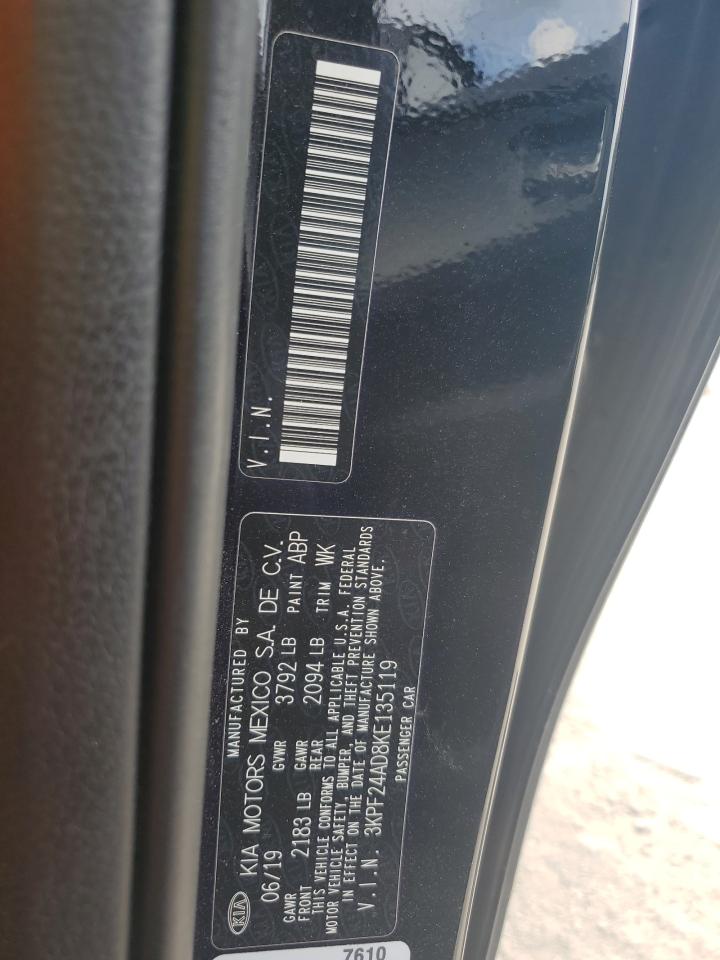 V.I.N.
MANUFACTURED BY
KIA KIA MOTORS MEXICO S.A. DE C.V.
06/19 GVWR 3792 LB PAINT ABP
GAWR FRONT 2183 LB GAWR REAR 2094 LB TRIM WK
THIS VEHICLE CONFORMS TO ALL APPLICABLE U.S.A. FEDERAL
MOTOR VEHICLE SAFETY, BUMPER, AND THEFT PREVENTION STANDARDS
IN EFFECT ON THE DATE OF MANUFACTURE SHOWN ABOVE.
V.I.N. 3KPF24AD8KE135119
PASSENGER CAR
7610